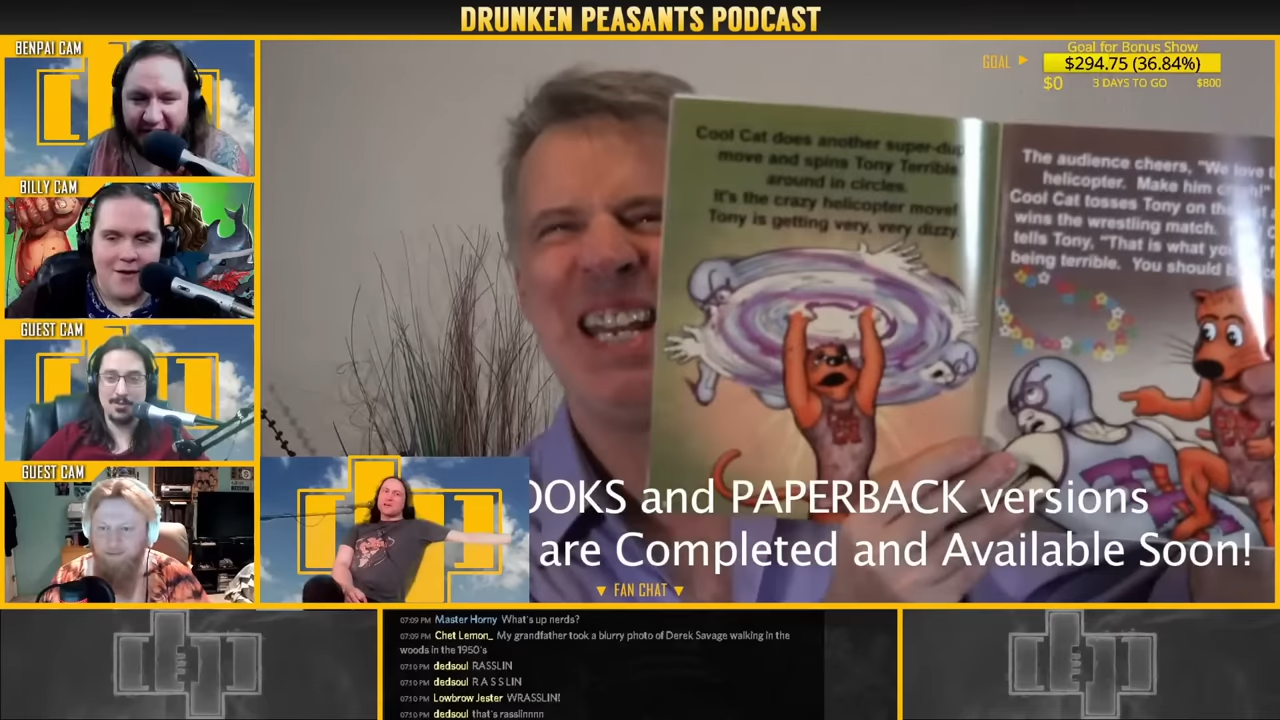 DRUNKEN PEASANTS PODCAST
BENPAI CAM
BILLY CAM
GUEST CAM
GUEST CAM
GOAL
Goal for Bonus Show
$294.75 (36.84%)
$0 3 DAYS TO GO $800
Cool Cat does another super-dup
move and spins Tony Terrible
around in circles.
It's the crazy helicopter move!
Tony is getting very, very dizzy.
The audience cheers, "We love t
helicopter. Make him crash!"
Cool Cat tosses Tony on the
wins the wrestling match.
tells Tony, "That is what you
being terrible. You should
OOKS and PAPERBACK versions
are Completed and Available Soon!
▼ FAN CHAT ▼
07:09 PM Master Horny What's up nerds?
07:09 PM Chet Lemon_ My grandfather took a blurry photo of Derek Savage walking in the
woods in the 1950's
07:10 PM dedsoul RASSLIN
07:10 PM dedsoul R A S S LIN
07:10 PM Lowbrow Jester WRASSLIN!
07:10 PM dedsoul that's rasslinnnn